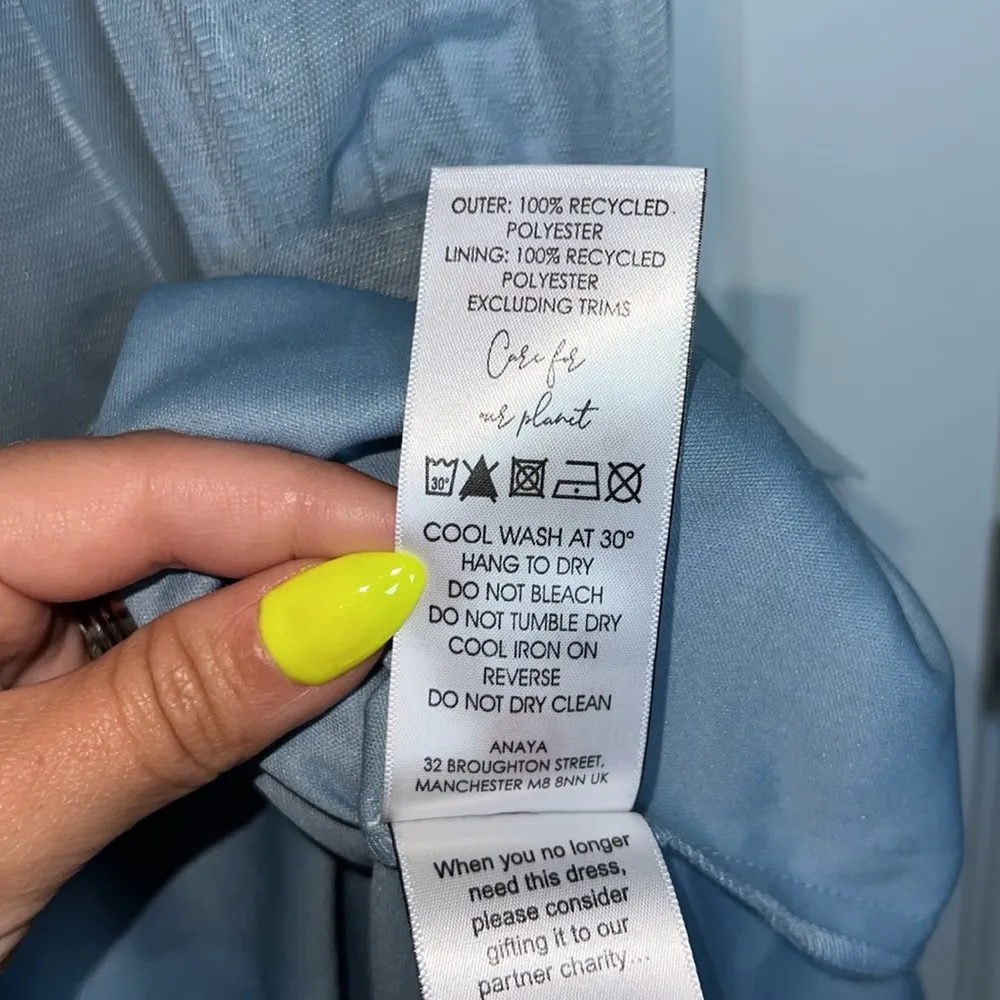 OUTER: 100% RECYCLED
POLYESTER
LINING: 100% RECYCLED
POLYESTER
EXCLUDING TRIMS
Care for
our planet
30°
COOL WASH AT 30°
HANG TO DRY
DO NOT BLEACH
DO NOT TUMBLE DRY
COOL IRON ON
REVERSE
DO NOT DRY CLEAN
ANAYA
32 BROUGHTON STREET,
MANCHESTER M8 8NN UK
When you no longer
need this dress,
please consider
gifting it to our
partner charity...